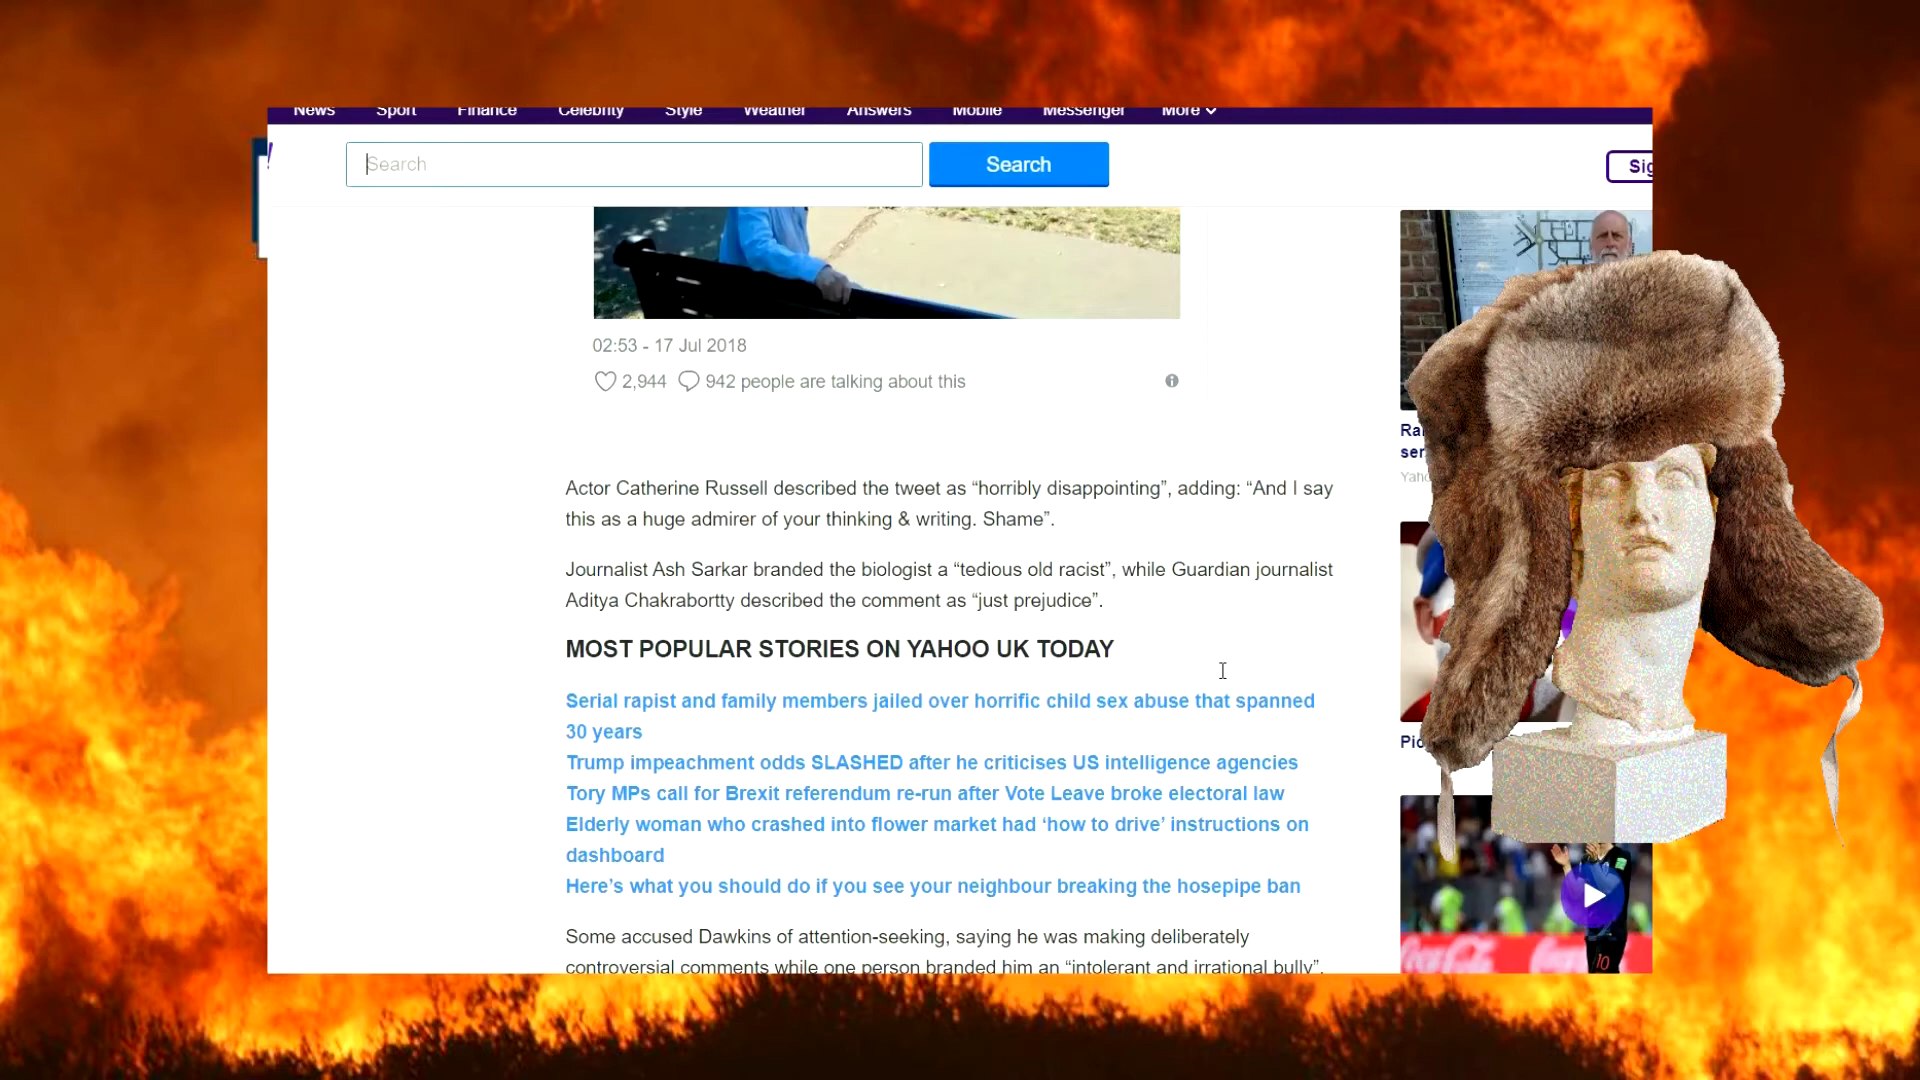 News Sport Finance Celebrity Style Weather Answers Mobile Messenger More
Search Search
Sig
02:53 - 17 Jul 2018
2,944 942 people are talking about this
Actor Catherine Russell described the tweet as “horribly disappointing”, adding: “And I say
this as a huge admirer of your thinking & writing. Shame”.
Journalist Ash Sarkar branded the biologist a “tedious old racist”, while Guardian journalist
Aditya Chakrabortty described the comment as “just prejudice”.
MOST POPULAR STORIES ON YAHOO UK TODAY
Serial rapist and family members jailed over horrific child sex abuse that spanned
30 years
Trump impeachment odds SLASHED after he criticises US intelligence agencies
Tory MPs call for Brexit referendum re-run after Vote Leave broke electoral law
Elderly woman who crashed into flower market had ‘how to drive’ instructions on
dashboard
Here’s what you should do if you see your neighbour breaking the hosepipe ban
Some accused Dawkins of attention-seeking, saying he was making deliberately
controversial comments while one person branded him an “intolerant and irrational bully”.
Ra
ser
Yaho
Pic
Coca-Cola
10